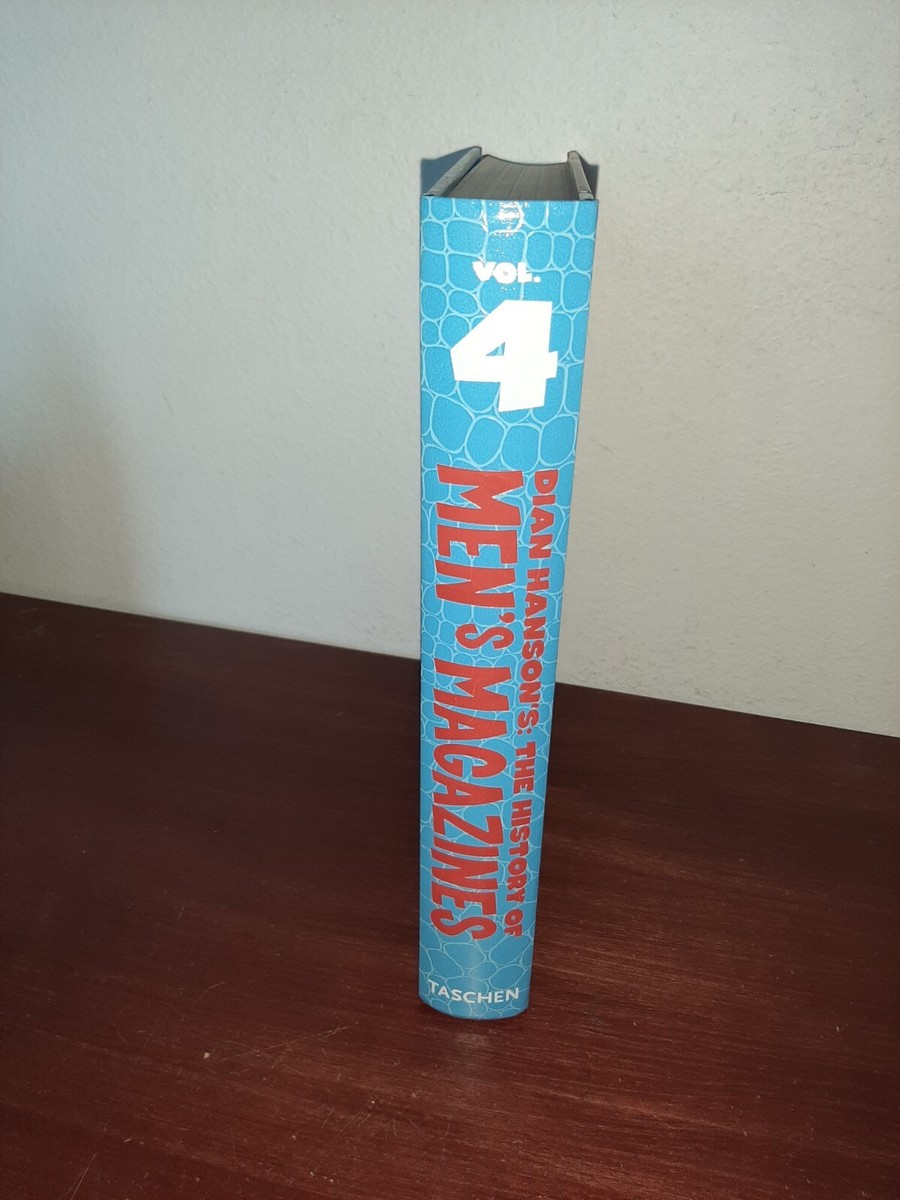 VOL.
4
DIAN HANSON'S: THE HISTORY OF
MEN'S MAGAZINES
TASCHEN